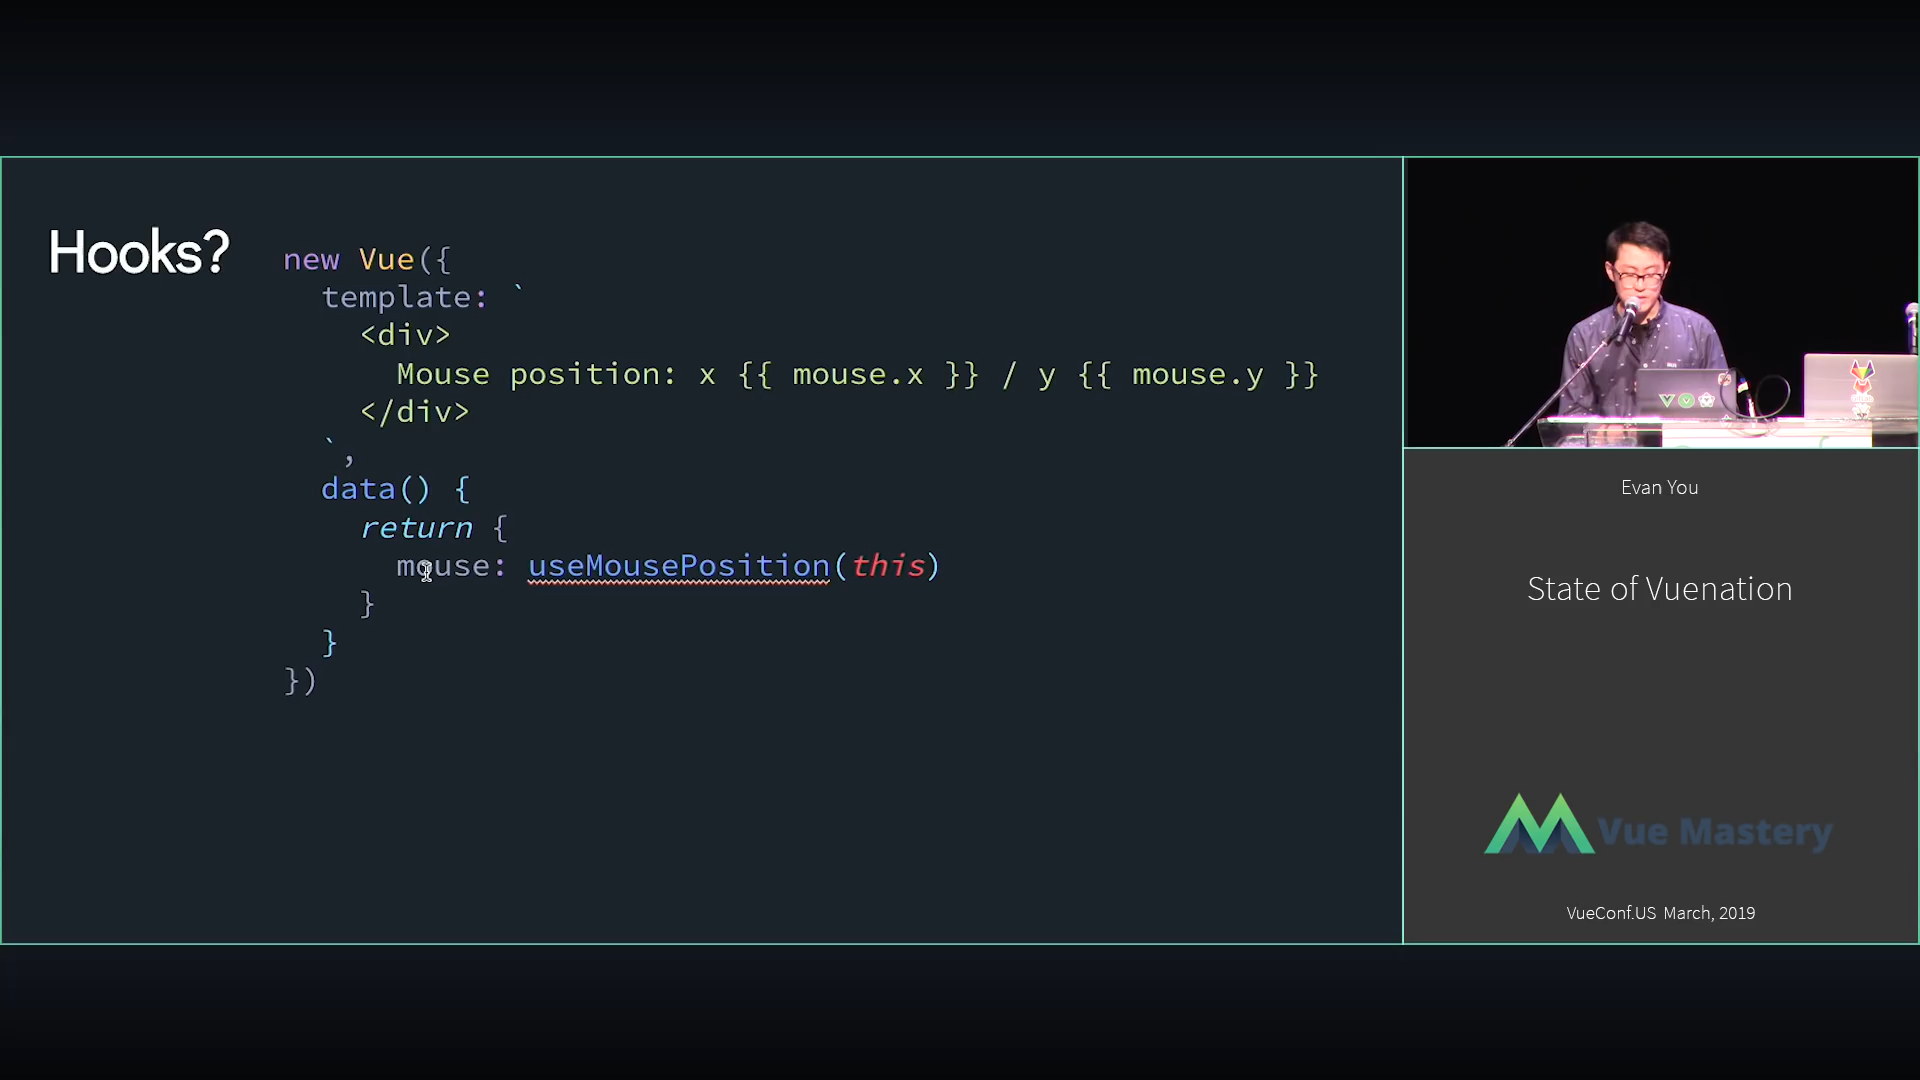 Hooks?
new Vue({
template: `
<div>
Mouse position: x {{ mouse.x }} / y {{ mouse.y }}
</div>
`,
data() {
return {
mouse: useMousePosition(this)
}
}
})
Evan You
State of Vuenation
Vue Mastery
VueConf.US March, 2019